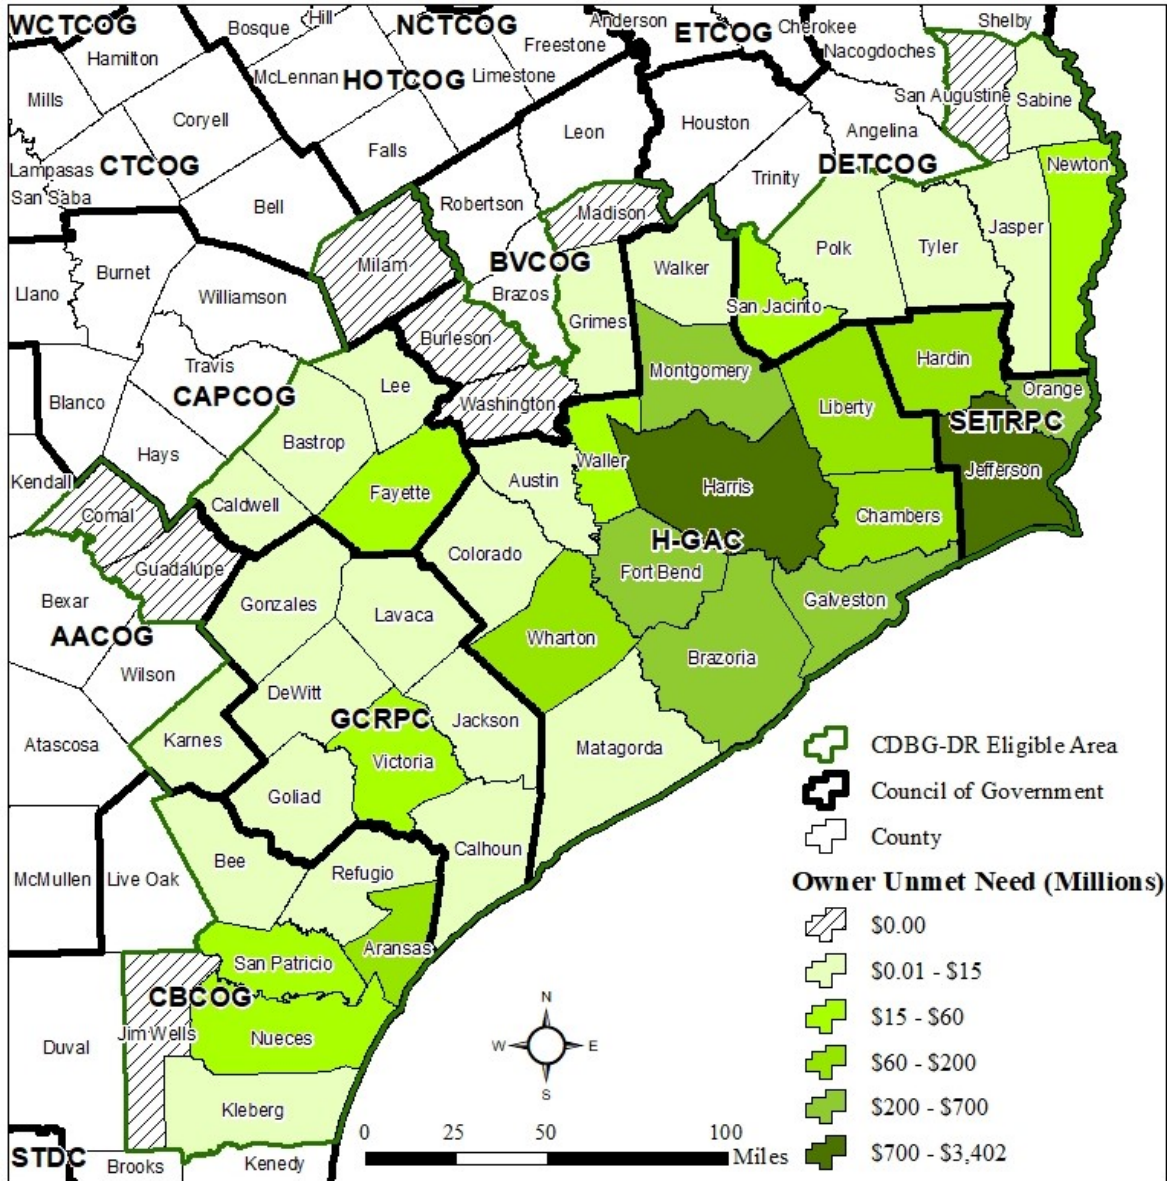 WCTCOG
Hill
Bosque
NCTCOG
Anderson
ETCOG
Cherokee
Shelby
Hamilton
Freestone
Nacogdoches
McLennan
HOTCOG
Limestone
Mills
San Augustine
Sabine
Coryell
Leon
Houston
Angelina
Lampasas
CTCOG
Falls
DETCOG
Newton
San Saba
Trinity
Bell
Robertson
Madison
Jasper
Milam
BVCOG
Walker
Polk
Tyler
Burnet
Llano
Williamson
Brazos
San Jacinto
Grimes
Burleson
Travis
Hardin
Montgomery
Lee
Orange
Blanco
CAPCOG
Washington
Liberty
SETRPC
Bastrop
Hays
Waller
Jefferson
Kendall
Austin
Harris
Fayette
Caldwell
Comal
Chambers
H-GAC
Colorado
Guadalupe
Fort Bend
Bexar
Gonzales
Galveston
Lavaca
AACOG
Wharton
Brazoria
Wilson
DeWitt
GCRPC
Jackson
Karnes
Atascosa
Matagorda
Victoria
Goliad
Calhoun
Bee
Refugio
McMullen
Live Oak
Aransas
San Patricio
CBCOG
Jim Wells
Nueces
Duval
Kleberg
STDC
Brooks
Kenedy
N
W
E
S
0
25
50
100
Miles
CDBG-DR Eligible Area
Council of Government
County
Owner Unmet Need (Millions)
$0.00
$0.01 - $15
$15 - $60
$60 - $200
$200 - $700
$700 - $3,402